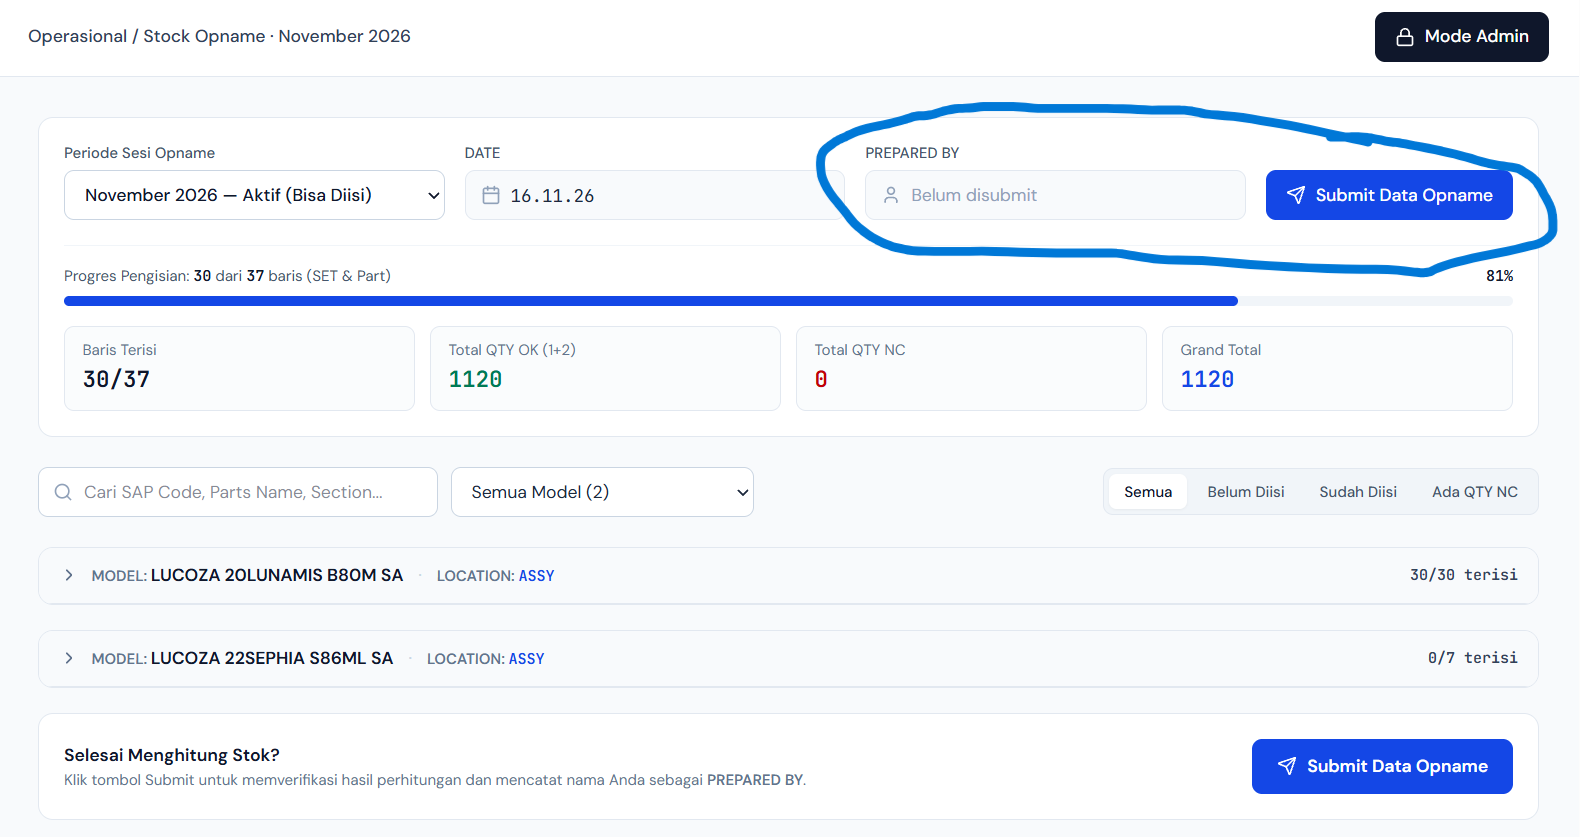 Operasional / Stock Opname · November 2026
Mode Admin
Periode Sesi Opname
DATE
PREPARED BY
November 2026 — Aktif (Bisa Diisi)
16.11.26
Belum disubmit
Submit Data Opname
Progres Pengisian: 30 dari 37 baris (SET & Part)
81%
Baris Terisi
30/37
Total QTY OK (1+2)
1120
Total QTY NC
0
Grand Total
1120
Cari SAP Code, Parts Name, Section...
Semua Model (2)
Semua
Belum Diisi
Sudah Diisi
Ada QTY NC
MODEL: LUCOZA 20LUNAMIS B80M SA · LOCATION: ASSY
30/30 terisi
MODEL: LUCOZA 22SEPHIA S86ML SA · LOCATION: ASSY
0/7 terisi
Selesai Menghitung Stok?
Klik tombol Submit untuk memverifikasi hasil perhitungan dan mencatat nama Anda sebagai PREPARED BY.
Submit Data Opname